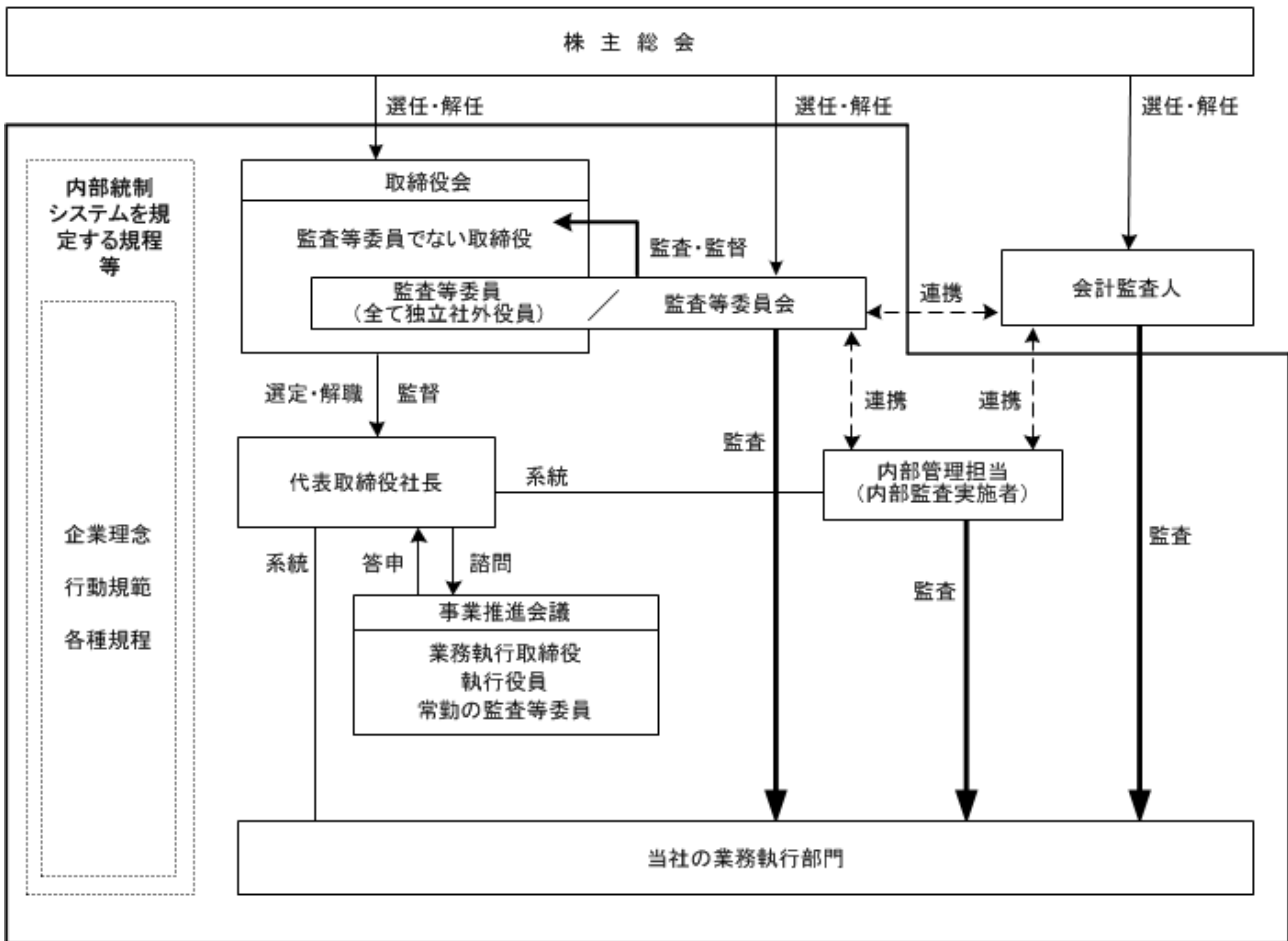 株 主 総 会
選任・解任
選任・解任
選任・解任
内部統制
システムを規
定する規程
等
企業理念
行動規範
各種規程
取締役会
監査等委員でない取締役
監査・監督
監査等委員
（全て独立社外役員）
／
監査等委員会
連携
会計監査人
選定・解職
監督
監査
連携
連携
代表取締役社長
系統
内部管理担当
（内部監査実施者）
系統
答申
諮問
監査
監査
事業推進会議
業務執行取締役
執行役員
常勤の監査等委員
当社の業務執行部門